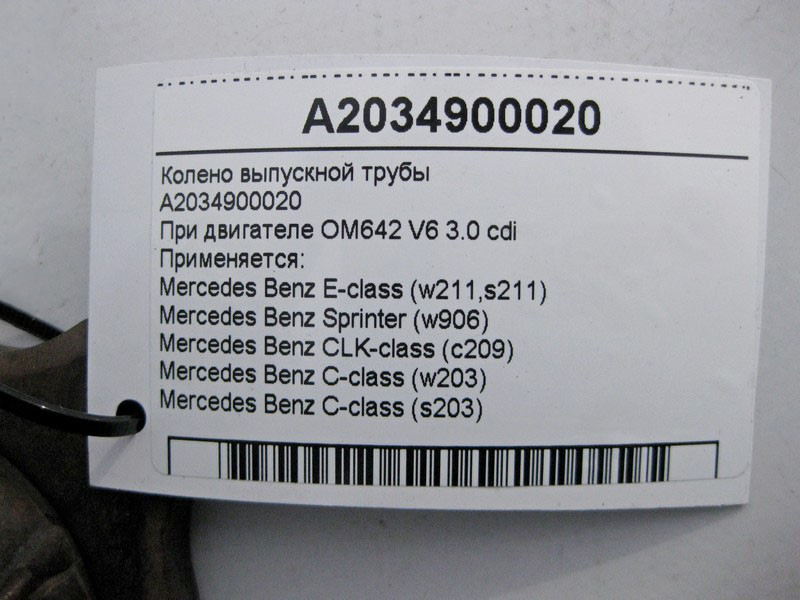 A2034900020
Колено выпускной трубы
A2034900020
При двигателе OM642 V6 3.0 cdi
Применяется:
Mercedes Benz E-class (w211,s211)
Mercedes Benz Sprinter (w906)
Mercedes Benz CLK-class (c209)
Mercedes Benz C-class (w203)
Mercedes Benz C-class (s203)